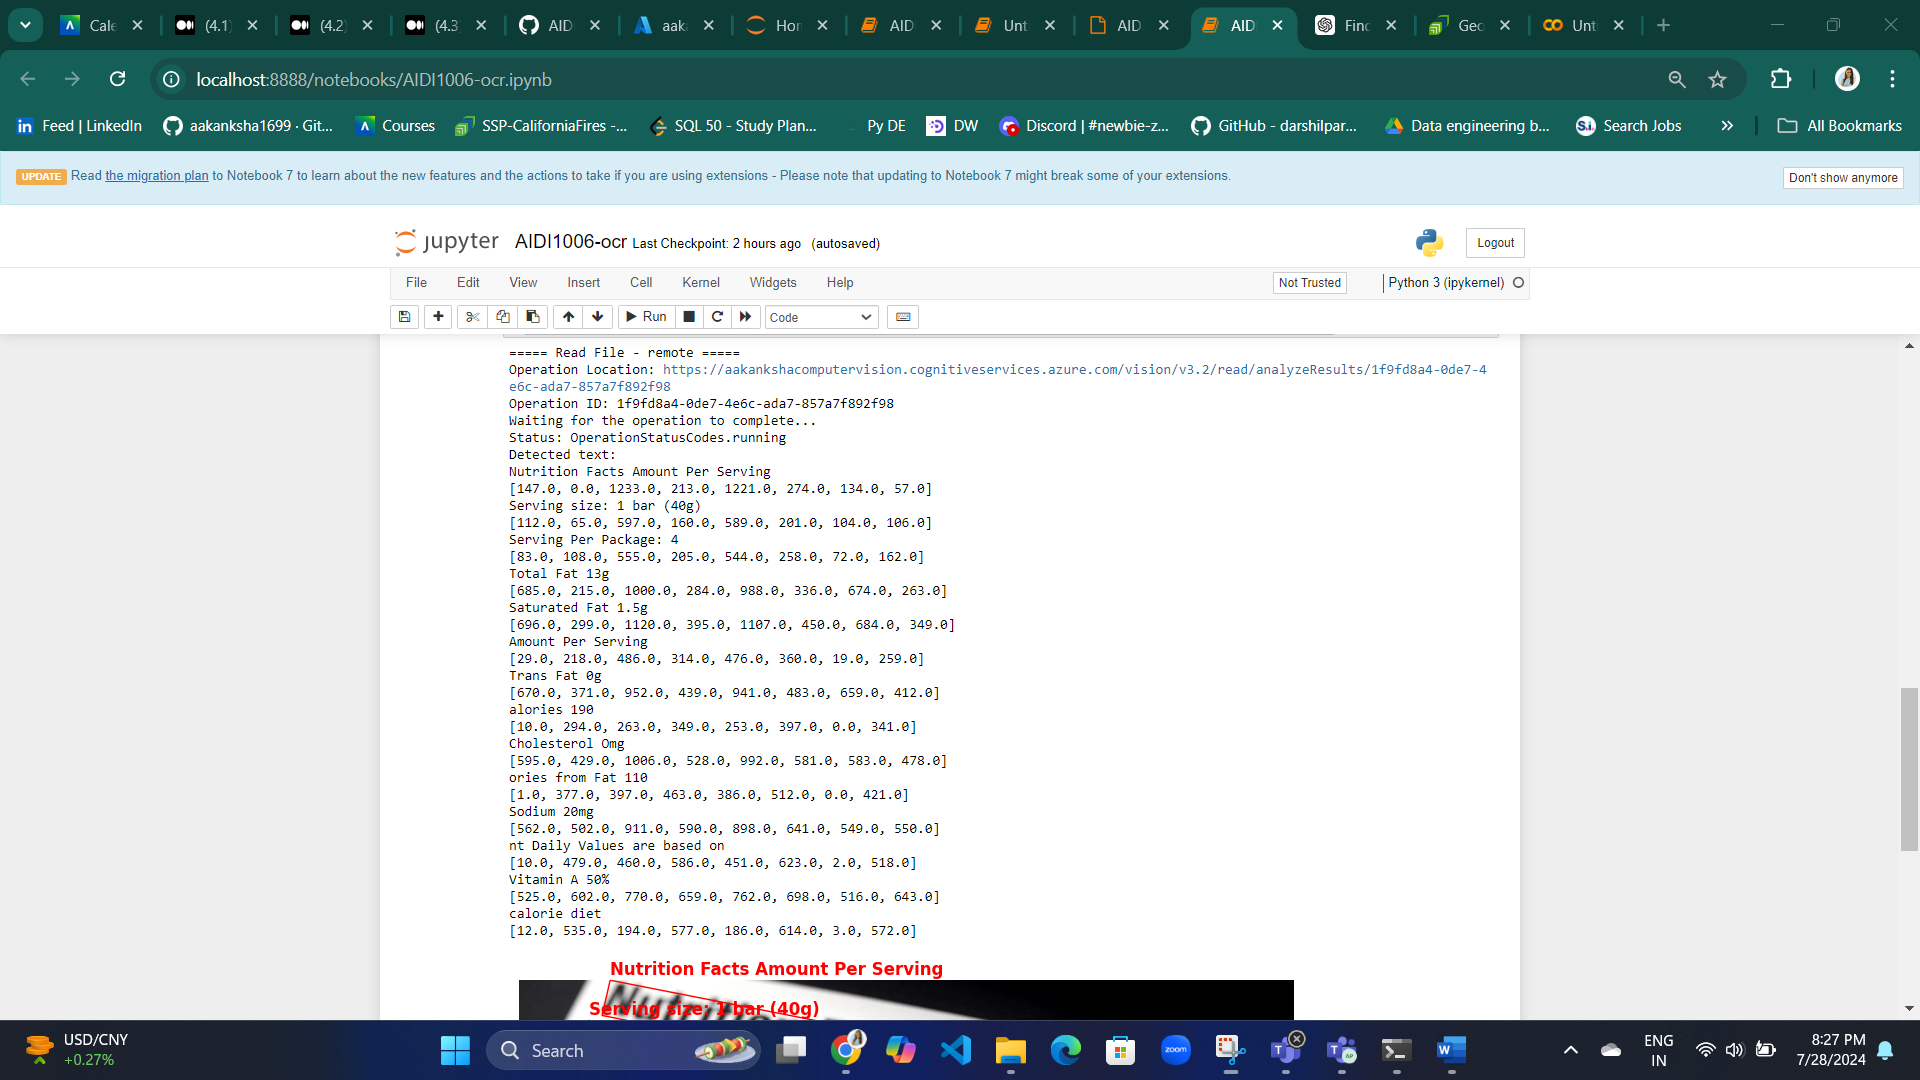 Cale
(4.1)
(4.2)
(4.3)
AID
aak
Hon
AID
Unt
AID
AID
Finc
Geo
Unt
localhost:8888/notebooks/AIDI1006-ocr.ipynb
Feed | LinkedIn
aakanksha1699 · Git...
Courses
SSP-CaliforniaFires -...
SQL 50 - Study Plan...
Py DE
DW
Discord | #newbie-z...
GitHub - darshilpar...
Data engineering b...
Search Jobs
All Bookmarks
UPDATE Read the migration plan to Notebook 7 to learn about the new features and the actions to take if you are using extensions - Please note that updating to Notebook 7 might break some of your extensions.
Don't show anymore
jupyter AIDI1006-ocr Last Checkpoint: 2 hours ago (autosaved)
Logout
File Edit View Insert Cell Kernel Widgets Help
Not Trusted
Python 3 (ipykernel)
Run
Code
===== Read File - remote =====
Operation Location: https://aakankshacomputervision.cognitiveservices.azure.com/vision/v3.2/read/analyzeResults/1f9fd8a4-0de7-4
e6c-ada7-857a7f892f98
Operation ID: 1f9fd8a4-0de7-4e6c-ada7-857a7f892f98
Waiting for the operation to complete...
Status: OperationStatusCodes.running
Detected text:
Nutrition Facts Amount Per Serving
[147.0, 0.0, 1233.0, 213.0, 1221.0, 274.0, 134.0, 57.0]
Serving size: 1 bar (40g)
[112.0, 65.0, 597.0, 160.0, 589.0, 201.0, 104.0, 106.0]
Serving Per Package: 4
[83.0, 108.0, 555.0, 205.0, 544.0, 258.0, 72.0, 162.0]
Total Fat 13g
[685.0, 215.0, 1000.0, 284.0, 988.0, 336.0, 674.0, 263.0]
Saturated Fat 1.5g
[696.0, 299.0, 1120.0, 395.0, 1107.0, 450.0, 684.0, 349.0]
Amount Per Serving
[29.0, 218.0, 486.0, 314.0, 476.0, 360.0, 19.0, 259.0]
Trans Fat 0g
[670.0, 371.0, 952.0, 439.0, 941.0, 483.0, 659.0, 412.0]
alories 190
[10.0, 294.0, 263.0, 349.0, 253.0, 397.0, 0.0, 341.0]
Cholesterol Omg
[595.0, 429.0, 1006.0, 528.0, 992.0, 581.0, 583.0, 478.0]
ories from Fat 110
[1.0, 377.0, 397.0, 463.0, 386.0, 512.0, 0.0, 421.0]
Sodium 20mg
[562.0, 502.0, 911.0, 590.0, 898.0, 641.0, 549.0, 550.0]
nt Daily Values are based on
[10.0, 479.0, 460.0, 586.0, 451.0, 623.0, 2.0, 518.0]
Vitamin A 50%
[525.0, 602.0, 770.0, 659.0, 762.0, 698.0, 516.0, 643.0]
calorie diet
[12.0, 535.0, 194.0, 577.0, 186.0, 614.0, 3.0, 572.0]
Nutrition Facts Amount Per Serving
Serving size: 1 bar (40g)
USD/CNY
+0.27%
Search
zoom
ENG
IN
8:27 PM
7/28/2024